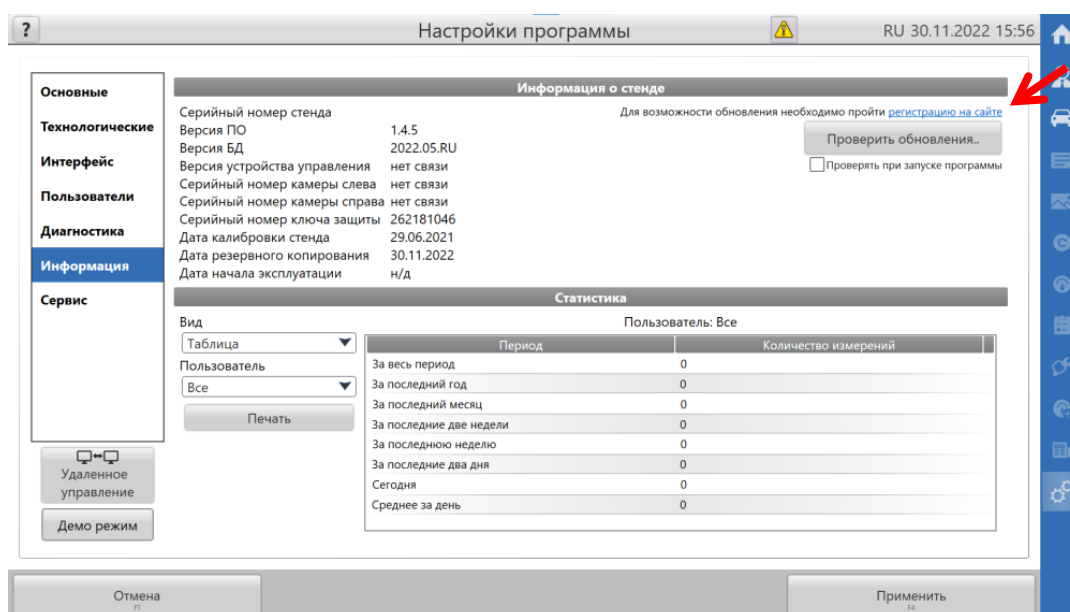 ?
Настройки программы
RU 30.11.2022 15:56
Основные
Технологические
Интерфейс
Пользователи
Диагностика
Информация
Сервис
Информация о стенде
Для возможности обновления необходимо пройти регистрацию на сайте
Проверить обновления..
Проверять при запуске программы
Серийный номер стенда
Версия ПО 1.4.5
Версия БД 2022.05.RU
Версия устройства управления нет связи
Серийный номер камеры слева нет связи
Серийный номер камеры справа нет связи
Серийный номер ключа защиты 262181046
Дата калибровки стенда 29.06.2021
Дата резервного копирования 30.11.2022
Дата начала эксплуатации н/д
Статистика
Вид
Таблица
Пользователь
Все
Печать
Пользователь: Все
Период Количество измерений
За весь период 0
За последний год 0
За последний месяц 0
За последние две недели 0
За последнюю неделю 0
За последние два дня 0
Сегодня 0
Среднее за день 0
Удаленное
управление
Демо режим
Отмена
F1
Применить
F4